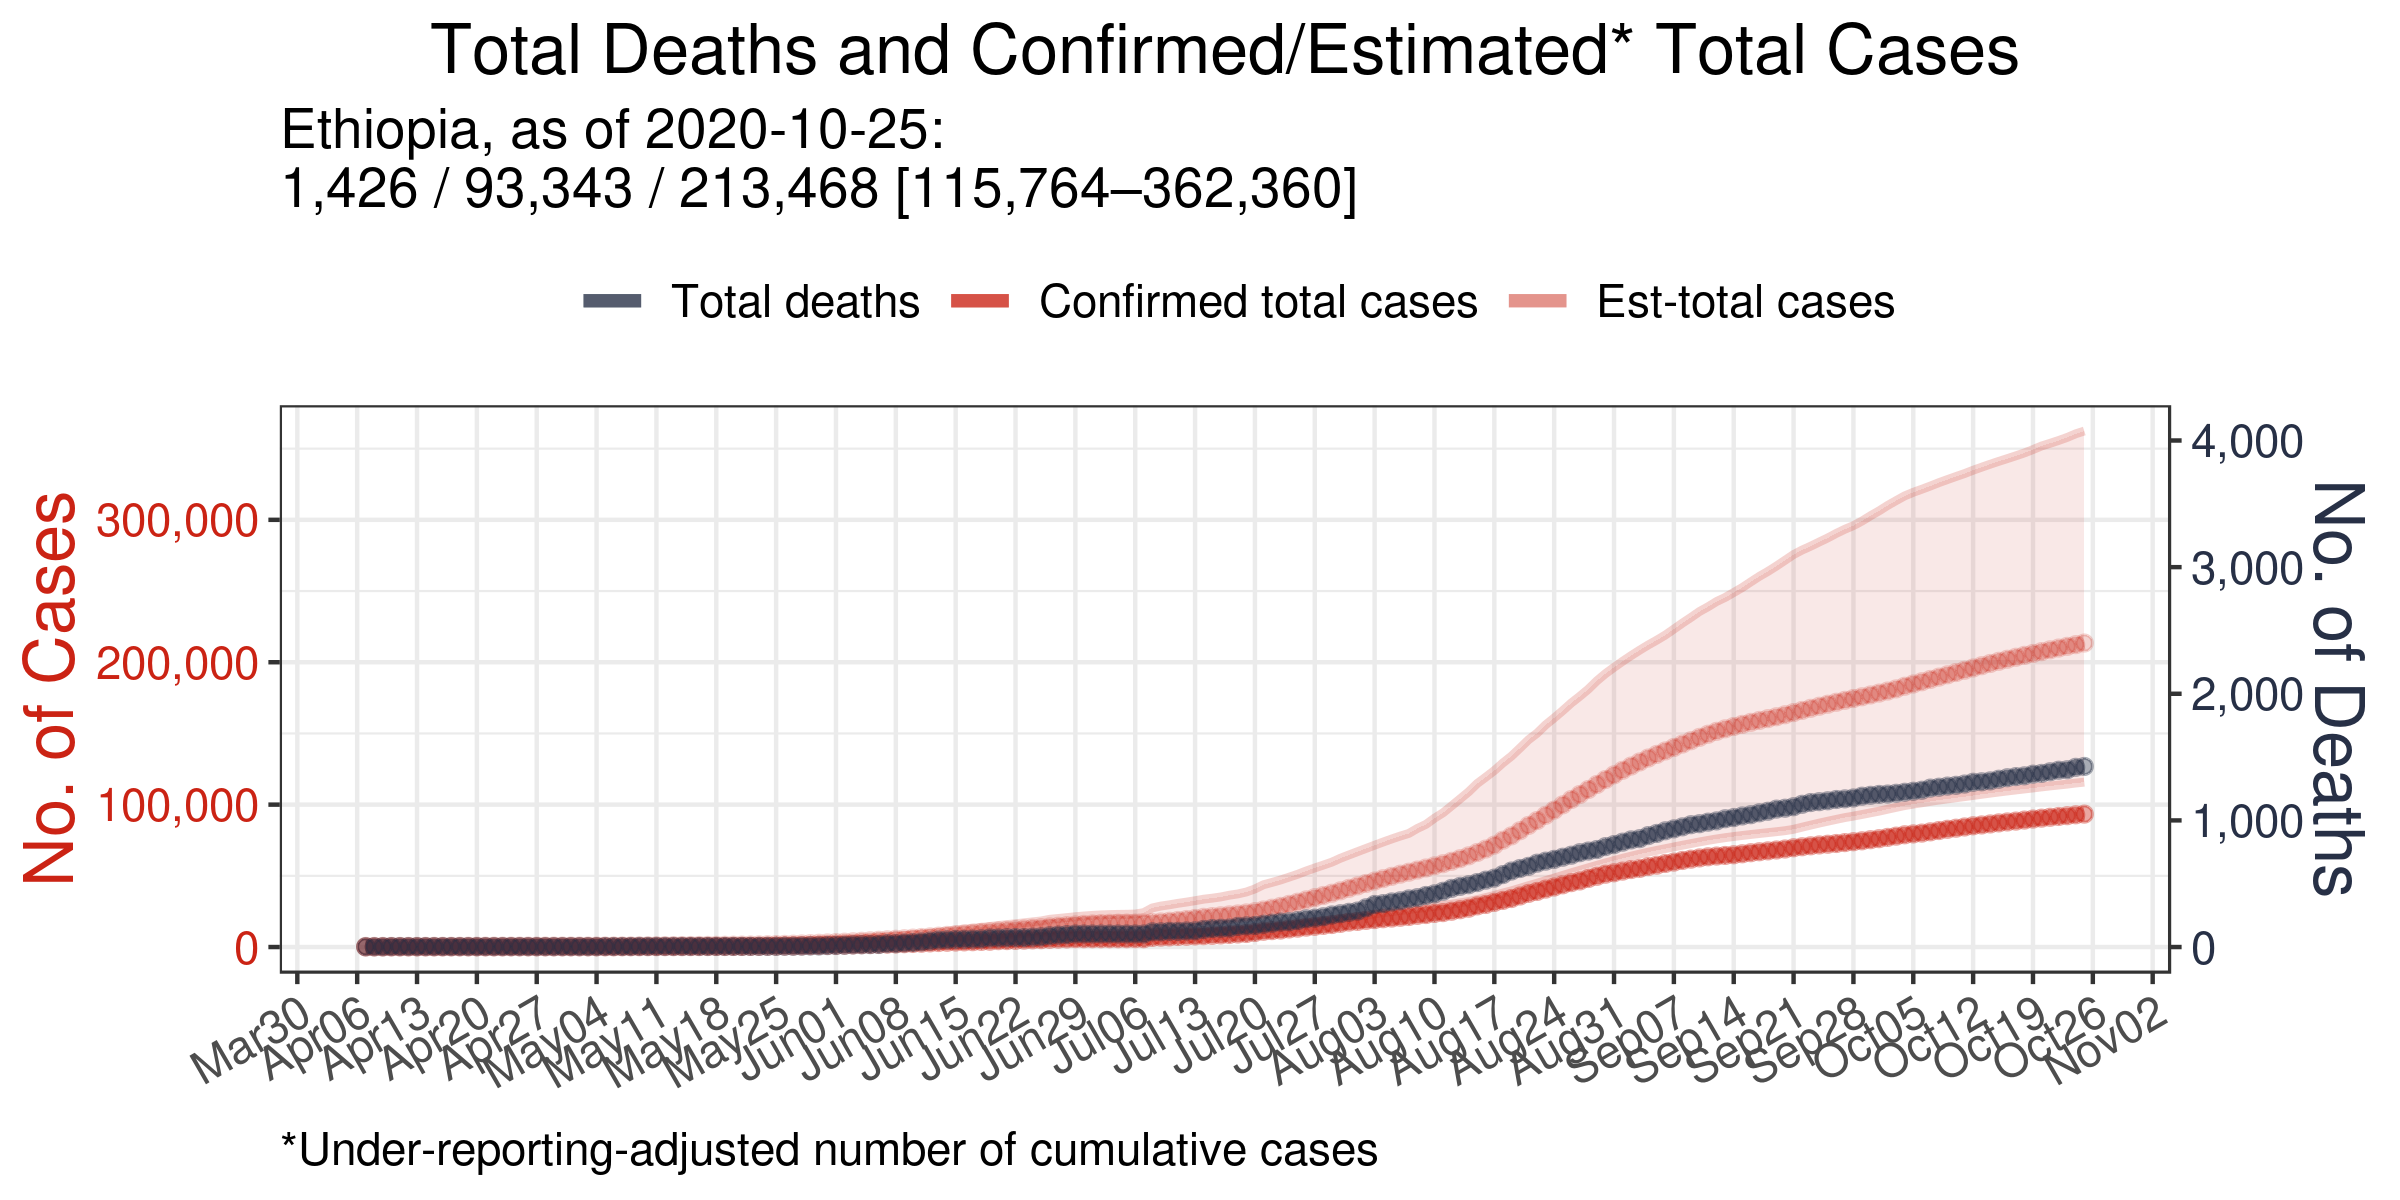 Total Deaths and Confirmed/Estimated* Total Cases
Ethiopia, as of 2020-10-25:
1,426 / 93,343 / 213,468 [115,764–362,360]
Total deaths
Confirmed total cases
Est-total cases
No. of Cases
300,000
200,000
100,000
0
4,000
3,000
2,000
1,000
0
No. of Deaths
Mar30
Apr06
Apr13
Apr20
Apr27
May04
May11
May18
May25
Jun01
Jun08
Jun15
Jun22
Jun29
Jul06
Jul13
Jul20
Jul27
Aug03
Aug10
Aug17
Aug24
Aug31
Sep07
Sep14
Sep21
Sep28
Oct05
Oct12
Oct19
Oct26
Nov02
*Under-reporting-adjusted number of cumulative cases